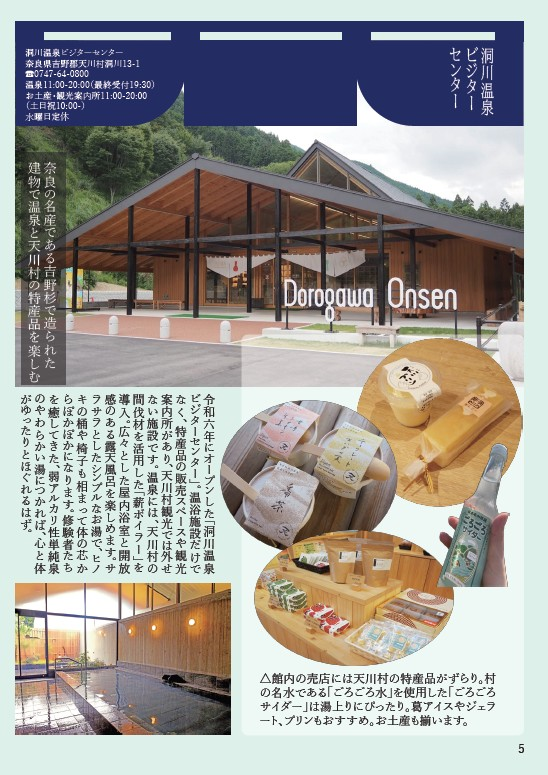 洞川温泉ビジターセンター
奈良県吉野郡天川村洞川13-1
☎0747-64-0800
温泉11:00-20:00(最終受付19:30)
お土産・観光案内所11:00-20:00
(土日祝10:00-)
水曜日定休
洞川温泉
ビジター
センター
奈良の名産である吉野杉で造られた
建物で温泉と天川村の特産品を楽しむ
Dorogawa Onsen
令和六年にオープンした「洞川温泉
ビジターセンター」。温浴施設だけで
なく、特産品の販売スペースや観光
案内所があり、天川村観光では外せ
ない施設です。温泉には、天川村の
間伐材を活用した「薪ボイラー」を
導入。広々とした屋内浴室と、開放
感のある露天風呂を楽しめます。サ
ラサラとしたシンプルなお湯で、ヒノ
キの桶や椅子も相まって体の芯か
らぽかぽかになります。修験者たち
を癒してきた、弱アルカリ性単純泉
のやわらかい湯につかれば、心と体
がゆったりとほぐれるはず。
ごろごろ
サイダー
△館内の売店には天川村の特産品がずらり。村
の名水である「ごろごろ水」を使用した「ごろごろ
サイダー」は湯上りにぴったり。葛アイスやジェラ
ート、プリンもおすすめ。お土産も揃います。
5